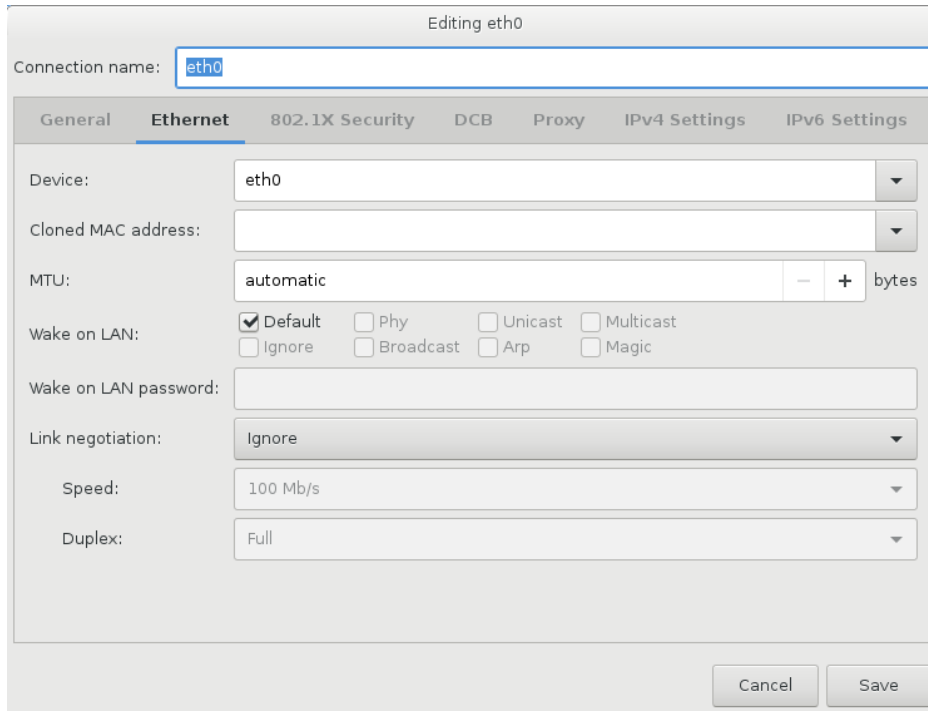 Editing eth0
Connection name: eth0
General Ethernet 802.1X Security DCB Proxy IPv4 Settings IPv6 Settings
Device: eth0
Cloned MAC address:
MTU: automatic − + bytes
Wake on LAN: Default Phy Unicast Multicast
Ignore Broadcast Arp Magic
Wake on LAN password:
Link negotiation: Ignore
Speed: 100 Mb/s
Duplex: Full
Cancel Save